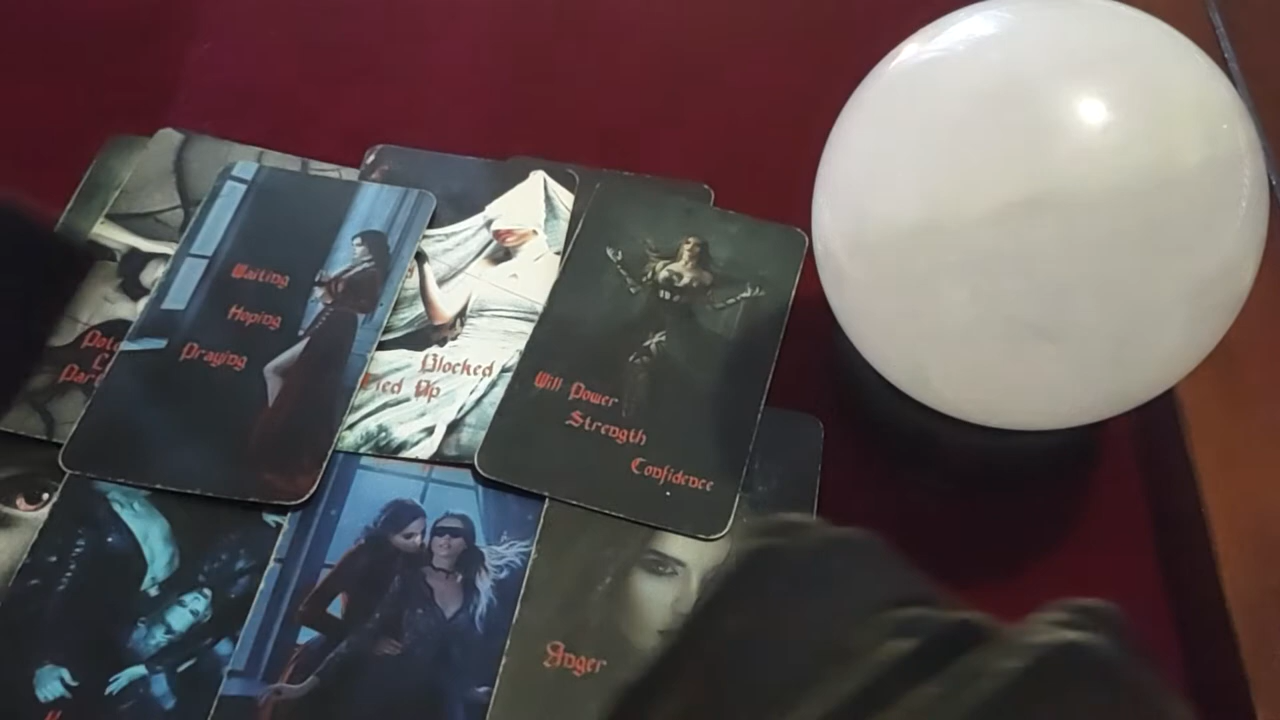 Waiting
Hoping
Praying
Blocked
Tied Up
Will Power
Strength
Confidence
Anger